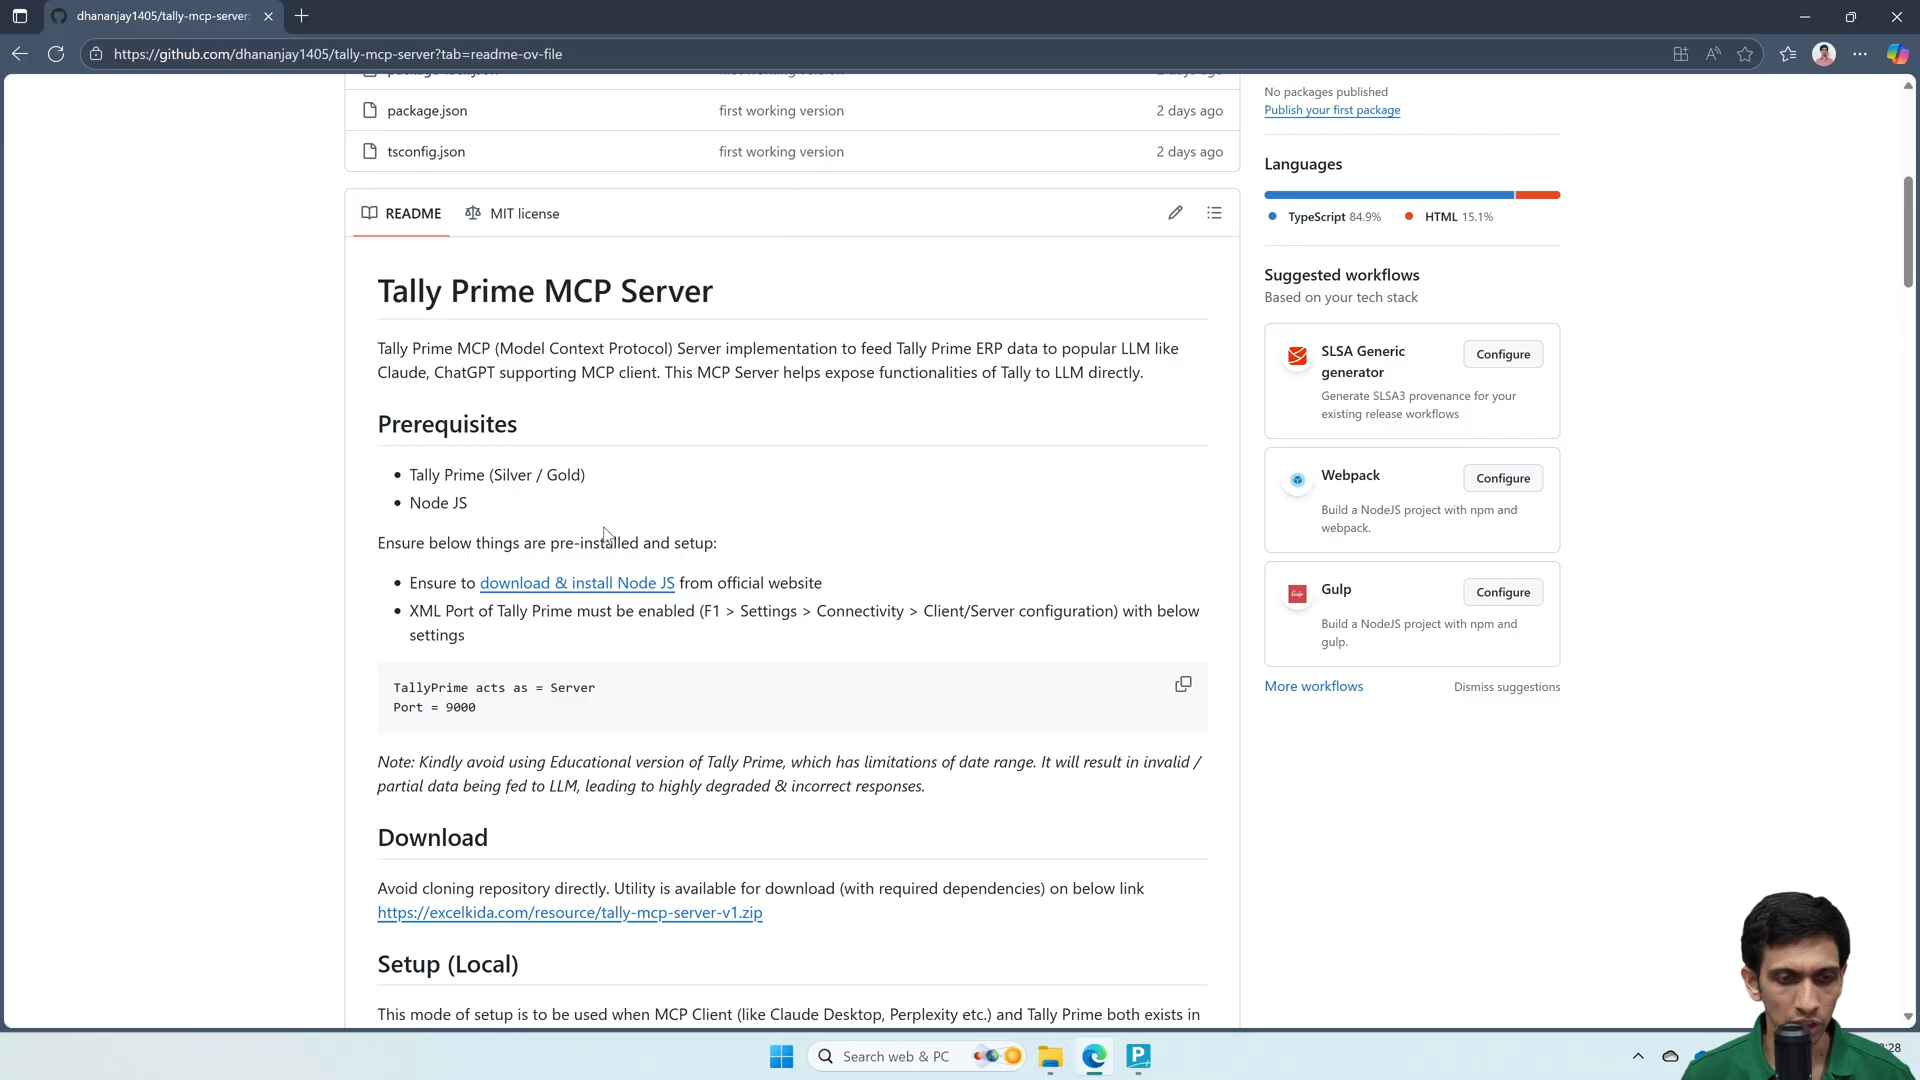 dhananjay1405/tally-mcp-server:
https://github.com/dhananjay1405/tally-mcp-server?tab=readme-ov-file
package-lock.json first working version 2 days ago
package.json first working version 2 days ago
tsconfig.json first working version 2 days ago
README MIT license
Tally Prime MCP Server
Tally Prime MCP (Model Context Protocol) Server implementation to feed Tally Prime ERP data to popular LLM like
Claude, ChatGPT supporting MCP client. This MCP Server helps expose functionalities of Tally to LLM directly.
Prerequisites
• Tally Prime (Silver / Gold)
• Node JS
Ensure below things are pre-installed and setup:
• Ensure to download & install Node JS from official website
• XML Port of Tally Prime must be enabled (F1 > Settings > Connectivity > Client/Server configuration) with below
settings
TallyPrime acts as = Server
Port = 9000
Note: Kindly avoid using Educational version of Tally Prime, which has limitations of date range. It will result in invalid /
partial data being fed to LLM, leading to highly degraded & incorrect responses.
Download
Avoid cloning repository directly. Utility is available for download (with required dependencies) on below link
https://excelkida.com/resource/tally-mcp-server-v1.zip
Setup (Local)
This mode of setup is to be used when MCP Client (like Claude Desktop, Perplexity etc.) and Tally Prime both exists in
No packages published
Publish your first package
Languages
TypeScript 84.9% HTML 15.1%
Suggested workflows
Based on your tech stack
SLSA Generic
generator
Configure
Generate SLSA3 provenance for your
existing release workflows
Webpack
Configure
Build a NodeJS project with npm and
webpack.
Gulp
Configure
Build a NodeJS project with npm and
gulp.
More workflows Dismiss suggestions
Search web & PC